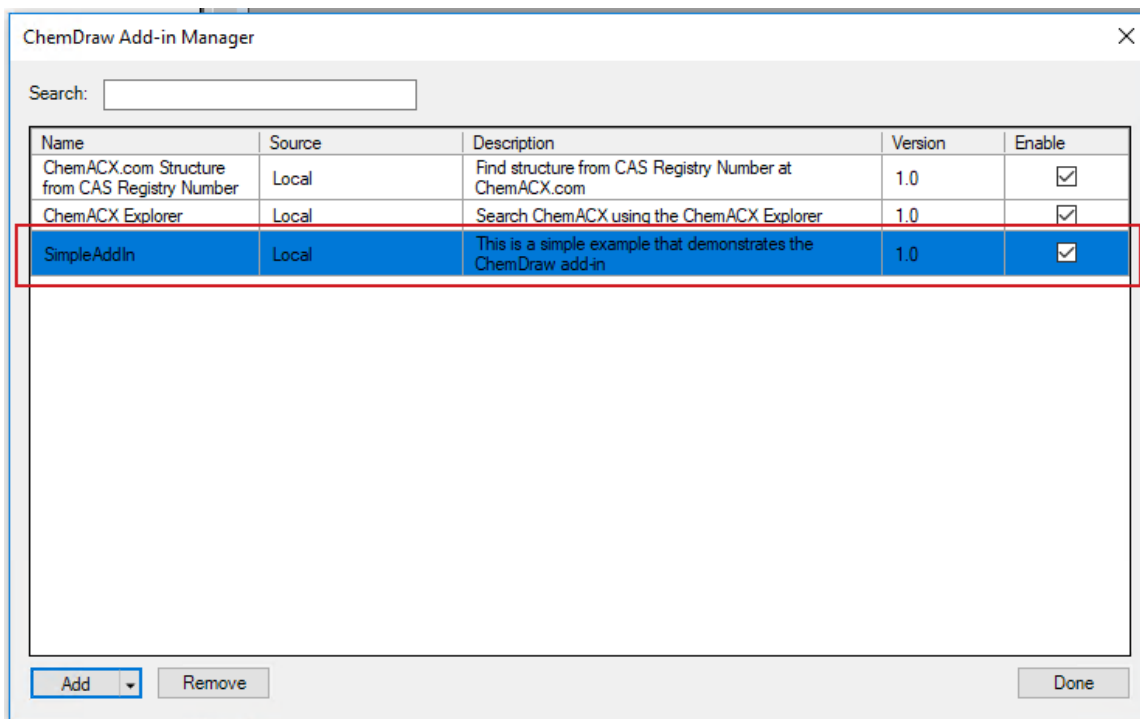 ChemDraw Add-in Manager
Search:
Name Source Description Version Enable
ChemACX.com Structure
from CAS Registry Number
Local
Find structure from CAS Registry Number at
ChemACX.com
1.0
ChemACX Explorer Local Search ChemACX using the ChemACX Explorer 1.0
SimpleAddIn Local
This is a simple example that demonstrates the
ChemDraw add-in
1.0
Add Remove Done